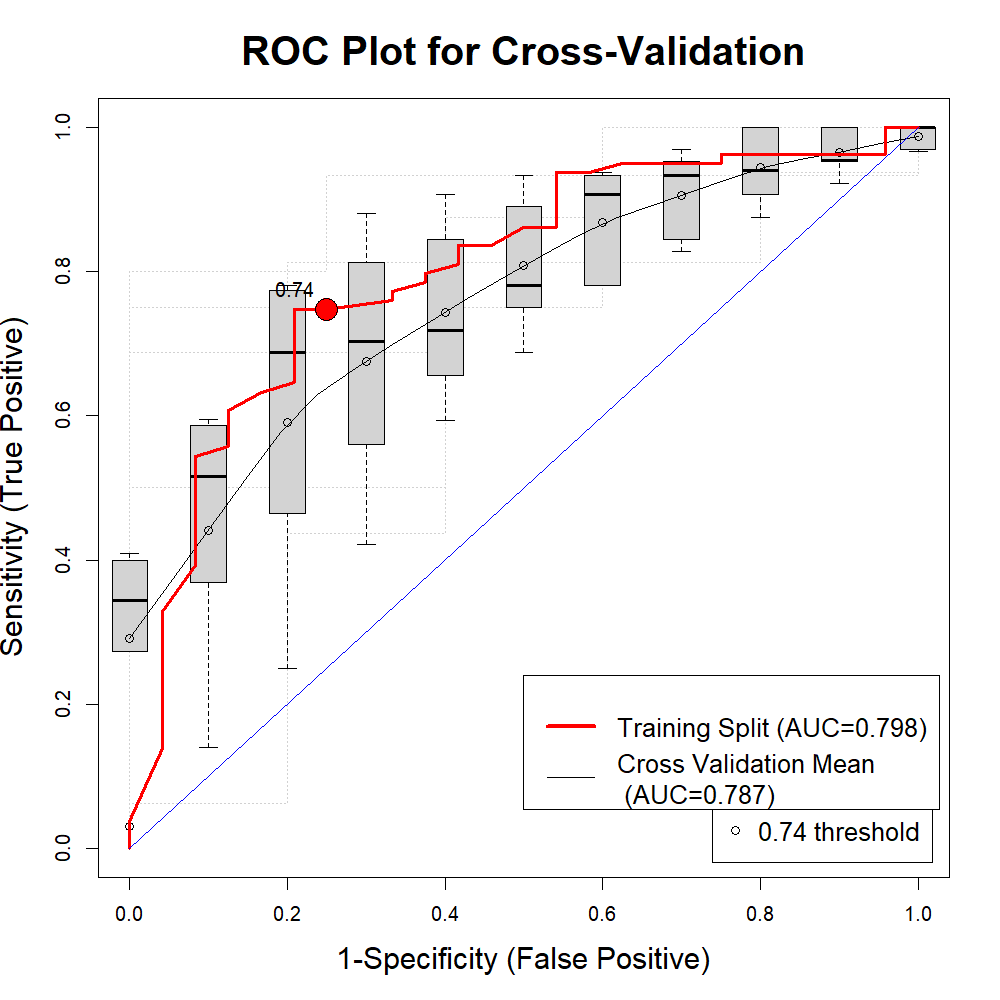 ROC Plot for Cross-Validation
Sensitivity (True Positive)
1.0
0.8
0.6
0.4
0.2
0.0
0.74
Training Split (AUC=0.798)
Cross Validation Mean
(AUC=0.787)
0.74 threshold
0.0 0.2 0.4 0.6 0.8 1.0
1-Specificity (False Positive)